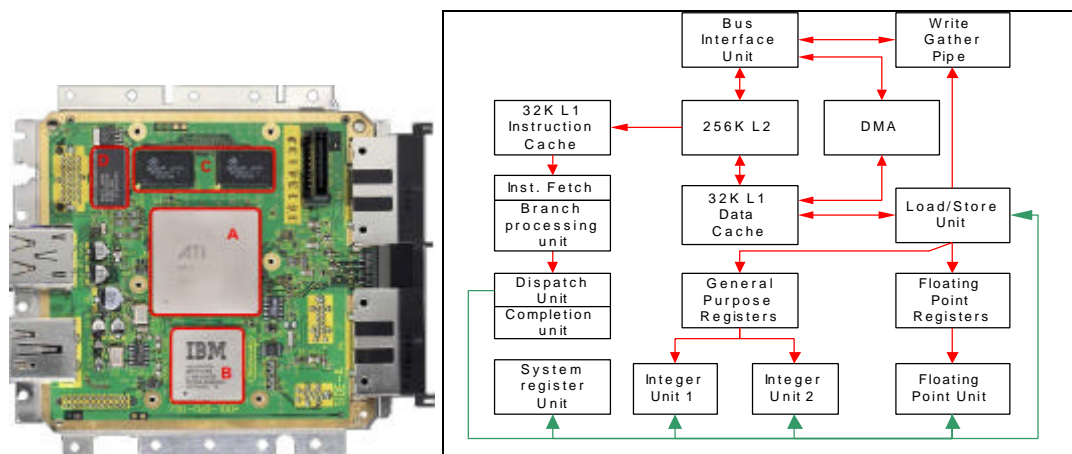 D
C
A
ATI
IBM
B
Bus
Interface
Unit
Write
Gather
Pipe
32K L1
Instruction
Cache
256K L2
DMA
Inst. Fetch
Branch
processing
unit
32K L1
Data
Cache
Load/Store
Unit
Dispatch
Unit
Completion
unit
General
Purpose
Registers
Floating
Point
Registers
System
register
Unit
Integer
Unit 1
Integer
Unit 2
Floating
Point Unit